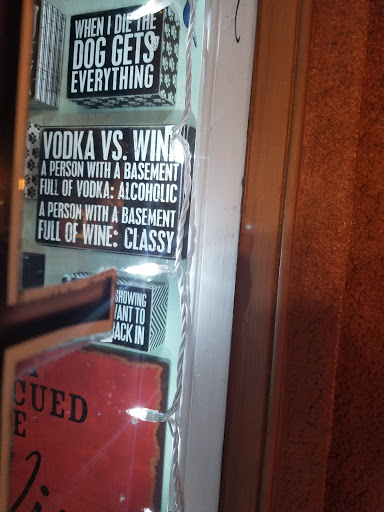 WHEN I DIE THE
DOG GETS
EVERYTHING
VODKA VS. WINE
A PERSON WITH A BASEMENT
FULL OF VODKA: ALCOHOLIC
A PERSON WITH A BASEMENT
FULL OF WINE: CLASSY
SHOWING
ANT TO
BACK IN
CUED
E